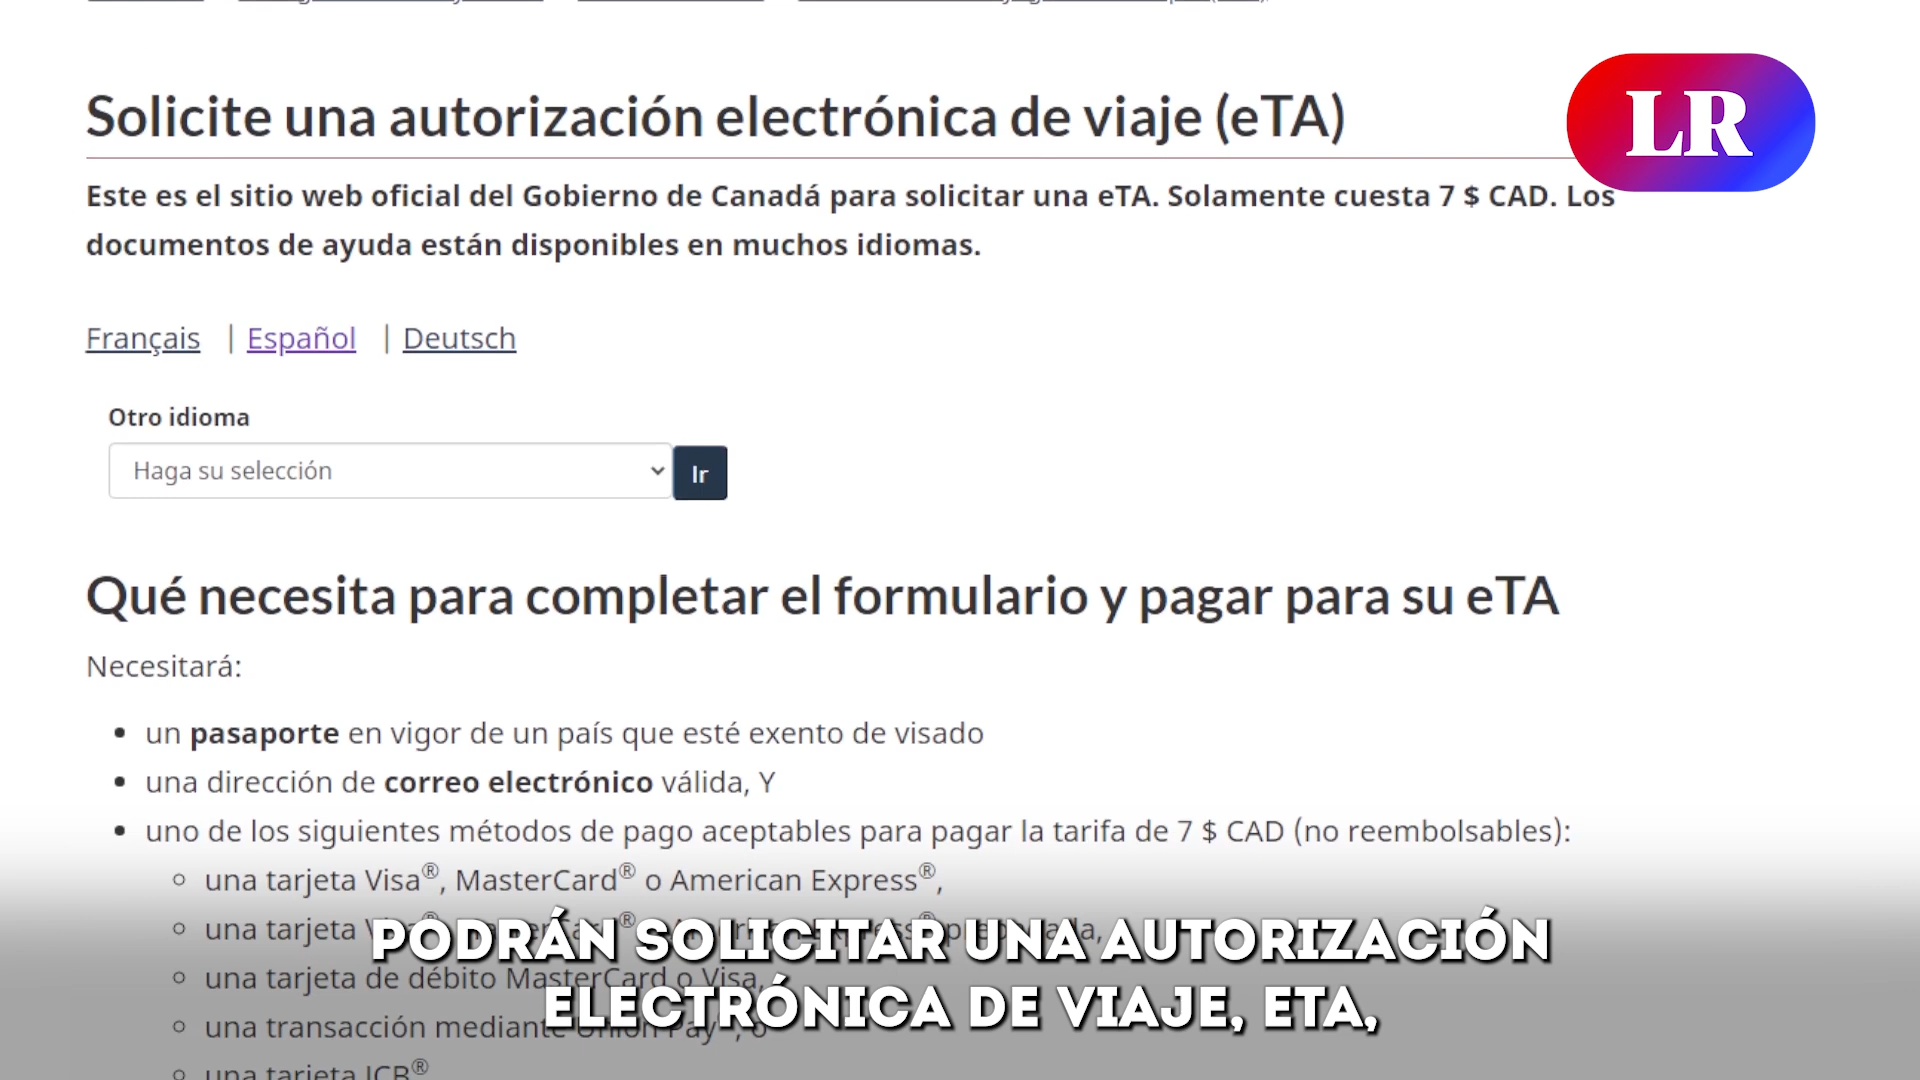 Solicite una autorización electrónica de viaje (eTA)
LR
Este es el sitio web oficial del Gobierno de Canadá para solicitar una eTA. Solamente cuesta 7 $ CAD. Los
documentos de ayuda están disponibles en muchos idiomas.
Français | Español | Deutsch
Otro idioma
Haga su selección
Ir
Qué necesita para completar el formulario y pagar para su eTA
Necesitará:
un pasaporte en vigor de un país que esté exento de visado
una dirección de correo electrónico válida, Y
uno de los siguientes métodos de pago aceptables para pagar la tarifa de 7 $ CAD (no reembolsables):
una tarjeta Visa®, MasterCard® o American Express®,
una tarjeta
PODRÁN SOLICITAR UNA AUTORIZACIÓN
una tarjeta de débito MasterCard o Visa,
ELECTRÓNICA DE VIAJE, ETA,
una transacción mediante Union Pay®, o
una tarjeta JCB®